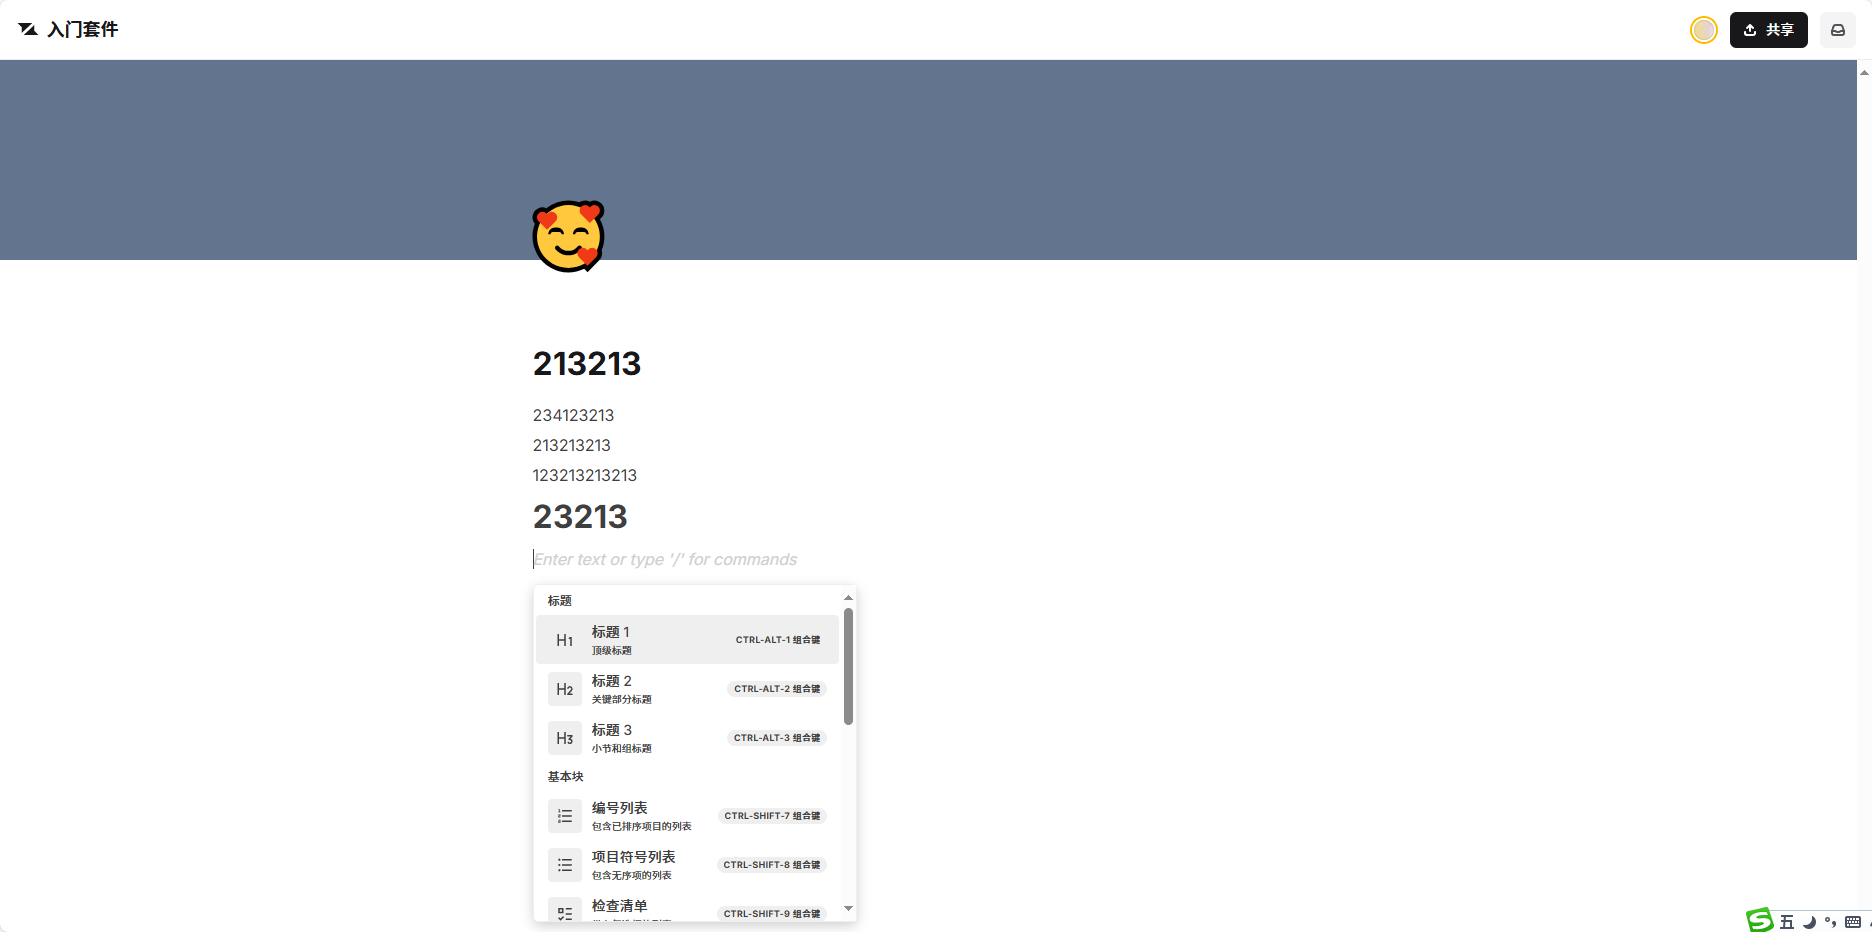 入门套件
共享
213213
234123213
213213213
123213213213
23213
Enter text or type '/' for commands
标题
H1 标题 1 CTRL-ALT-1 组合键
顶级标题
H2 标题 2 CTRL-ALT-2 组合键
关键部分标题
H3 标题 3 CTRL-ALT-3 组合键
小节和组标题
基本块
编号列表 CTRL-SHIFT-7 组合键
包含已排序项目的列表
项目符号列表 CTRL-SHIFT-8 组合键
包含无序项的列表
检查清单 CTRL-SHIFT-9 组合键
五